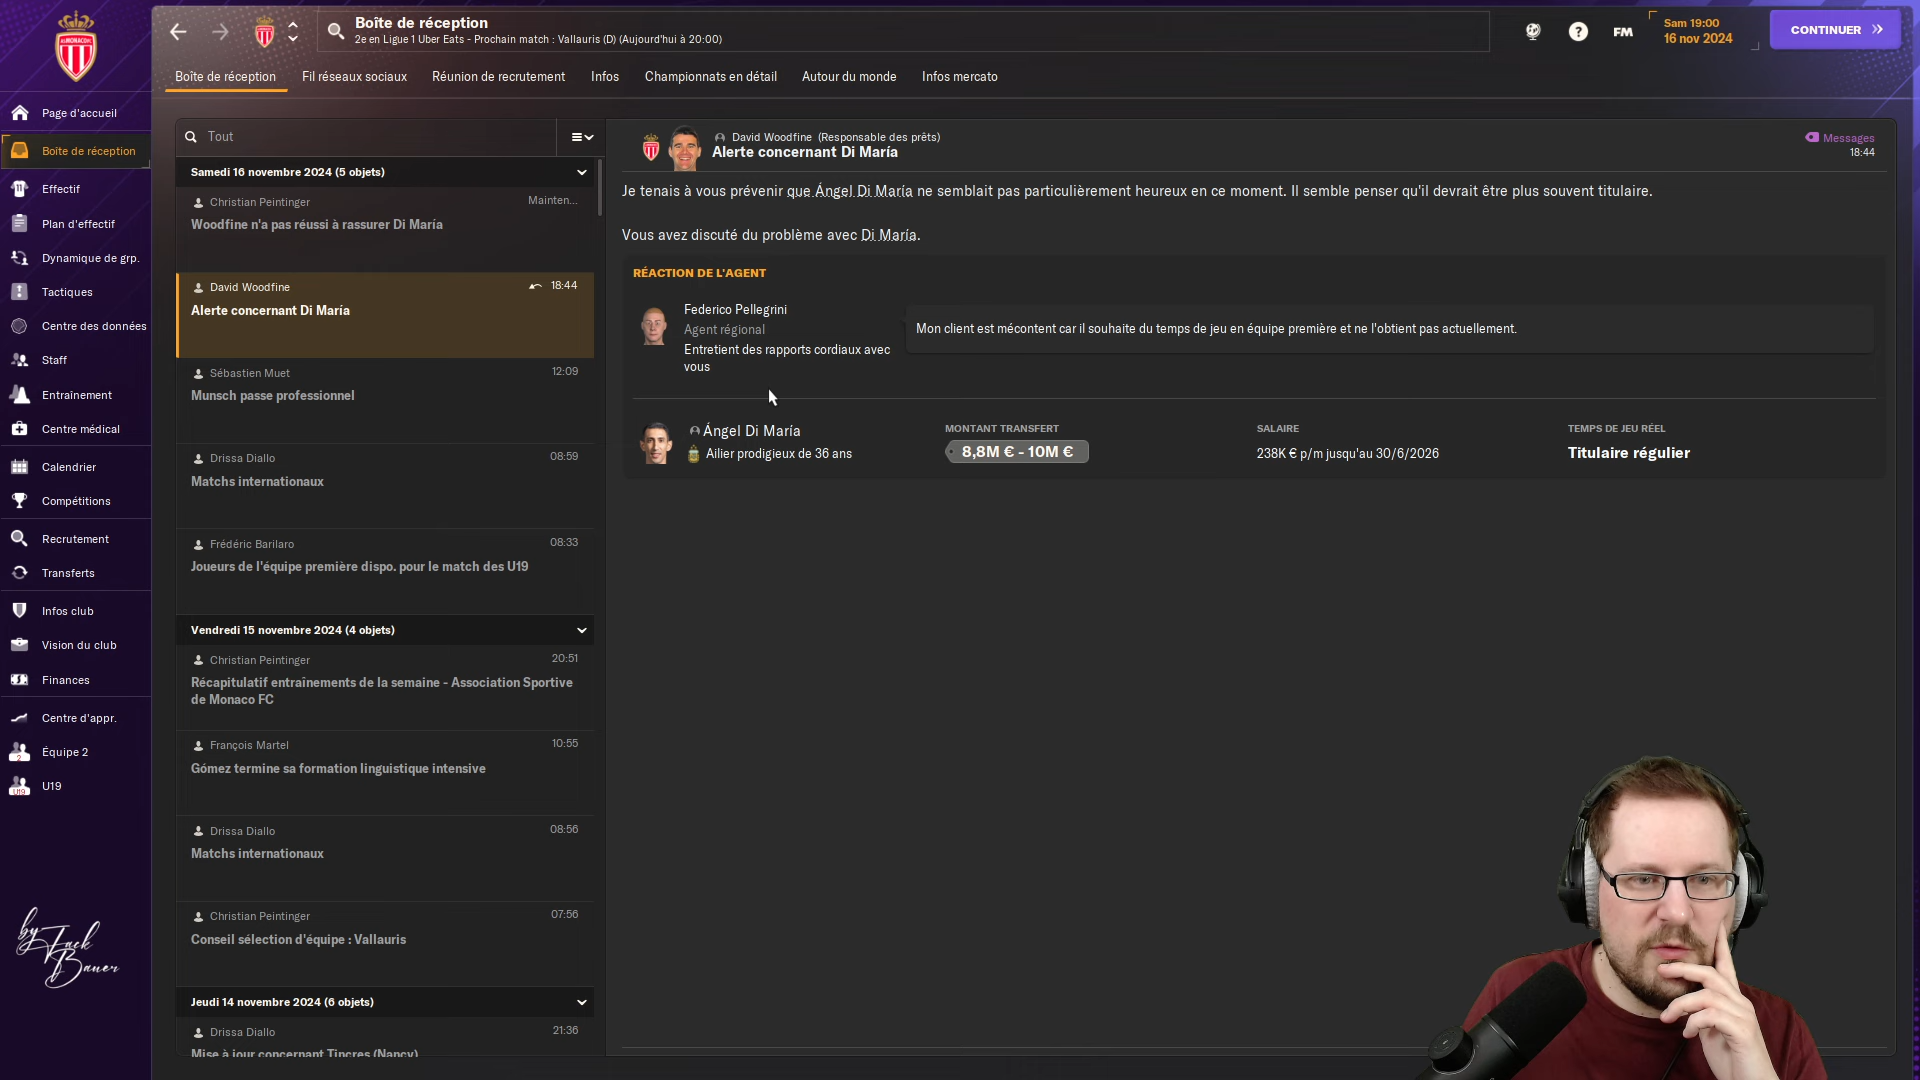 Boîte de réception
2e en Ligue 1 Uber Eats - Prochain match : Vallauris (D) (Aujourd'hui à 20:00)
FM
Sam 19:00
16 nov 2024
CONTINUER
Boîte de réception
Fil réseaux sociaux
Réunion de recrutement
Infos
Championnats en détail
Autour du monde
Infos mercato
Page d'accueil
Boîte de réception
Effectif
Plan d'effectif
Dynamique de grp.
Tactiques
Centre des données
Staff
Entraînement
Centre médical
Calendrier
Compétitions
Recrutement
Transferts
Infos club
Vision du club
Finances
Centre d'appr.
Équipe 2
U19
by Jack Bauer
Tout
Samedi 16 novembre 2024 (5 objets)
Christian Peintinger
Mainten...
Woodfine n'a pas réussi à rassurer Di María
David Woodfine
18:44
Alerte concernant Di María
Sébastien Muet
12:09
Munsch passe professionnel
Drissa Diallo
08:59
Matchs internationaux
Frédéric Barilaro
08:33
Joueurs de l'équipe première dispo. pour le match des U19
Vendredi 15 novembre 2024 (4 objets)
Christian Peintinger
20:51
Récapitulatif entraînements de la semaine - Association Sportive
de Monaco FC
François Martel
10:55
Gómez termine sa formation linguistique intensive
Drissa Diallo
08:56
Matchs internationaux
Christian Peintinger
07:56
Conseil sélection d'équipe : Vallauris
Jeudi 14 novembre 2024 (6 objets)
Drissa Diallo
21:36
Mise à jour concernant Tincres (Nancy)
David Woodfine (Responsable des prêts)
Alerte concernant Di María
Messages
18:44
Je tenais à vous prévenir que Ángel Di María ne semblait pas particulièrement heureux en ce moment. Il semble penser qu'il devrait être plus souvent titulaire.
Vous avez discuté du problème avec Di María.
RÉACTION DE L'AGENT
Federico Pellegrini
Agent régional
Entretient des rapports cordiaux avec
vous
Mon client est mécontent car il souhaite du temps de jeu en équipe première et ne l'obtient pas actuellement.
Ángel Di María
Ailier prodigieux de 36 ans
MONTANT TRANSFERT
8,8M € - 10M €
SALAIRE
238K € p/m jusqu'au 30/6/2026
TEMPS DE JEU RÉEL
Titulaire régulier